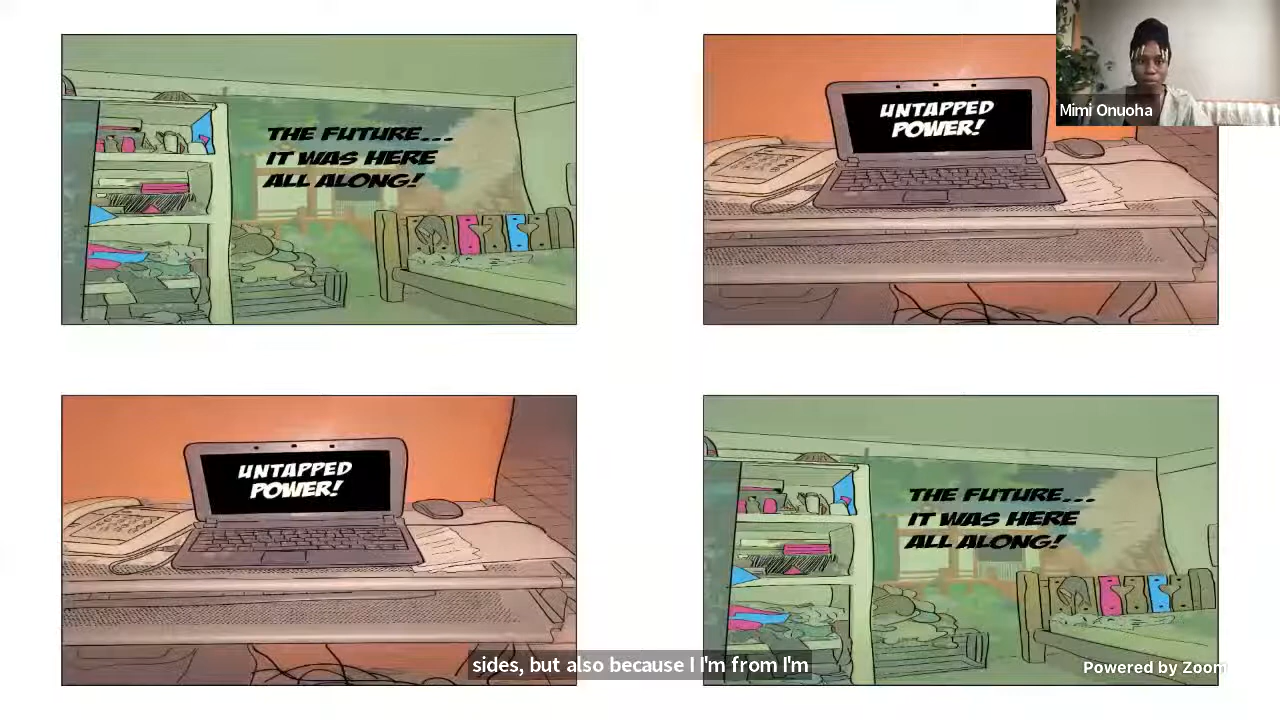 THE FUTURE...
IT WAS HERE
ALL ALONG!
UNTAPPED
POWER!
Mimi Onuoha
UNTAPPED
POWER!
THE FUTURE...
IT WAS HERE
ALL ALONG!
sides, but also because I I'm from I'm
Powered by Zoom